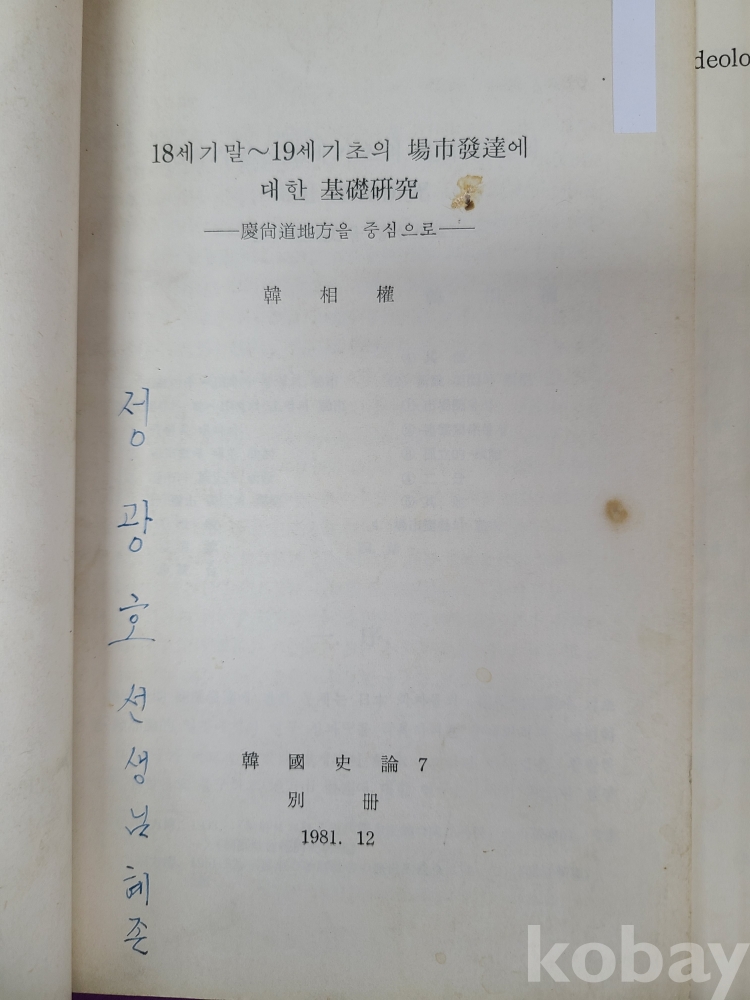 18세기말~19세기초의 場市發達에
대한 基礎硏究
——慶尙道地方을 중심으로——
韓 相 權
정 광 호 선 생 님 혜 존
韓 國 史 論 7
別 冊
1981. 12
deolo
kobay